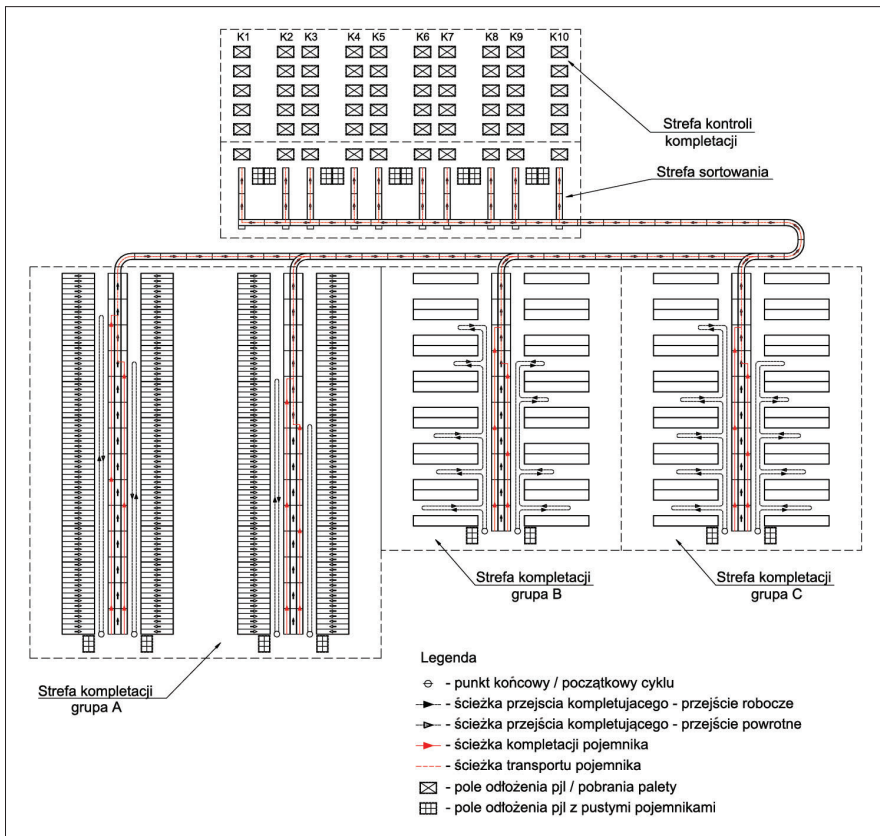 K1 K2 K3 K4 K5 K6 K7 K8 K9 K10
Strefa kontroli
kompletacji
Strefa sortowania
Strefa kompletacji
grupa B
Strefa kompletacji
grupa C
Strefa kompletacji
grupa A
Legenda
- punkt końcowy / początkowy cyklu
- ścieżka przejscia kompletujacego - przejście robocze
- ścieżka przejścia kompletującego - przejście powrotne
- ścieżka kompletacji pojemnika
- ścieżka transportu pojemnika
- pole odłożenia pjl / pobrania palety
- pole odłożenia pjl z pustymi pojemnikami